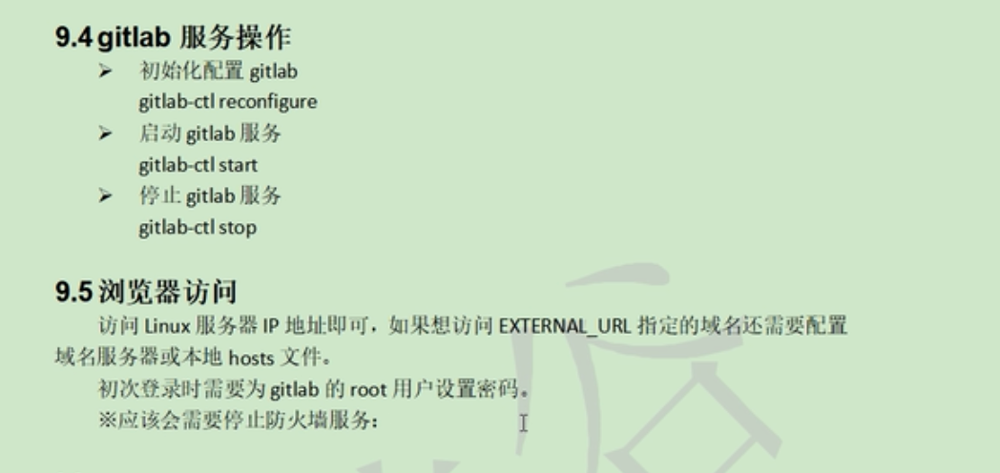 9.4 gitlab 服务操作
➢ 初始化配置 gitlab
gitlab-ctl reconfigure
➢ 启动 gitlab 服务
gitlab-ctl start
➢ 停止 gitlab 服务
gitlab-ctl stop
9.5 浏览器访问
访问 Linux 服务器 IP 地址即可，如果想访问 EXTERNAL_URL 指定的域名还需要配置
域名服务器或本地 hosts 文件。
初次登录时需要为 gitlab 的 root 用户设置密码。
※应该会需要停止防火墙服务：